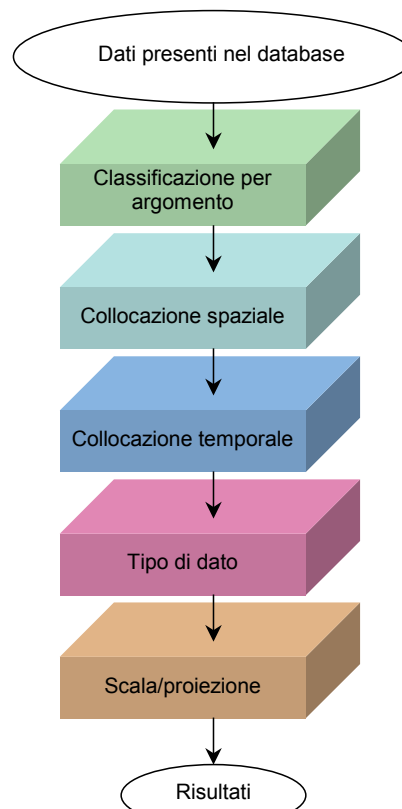 Dati presenti nel database
Classificazione per
argomento
Collocazione spaziale
Collocazione temporale
Tipo di dato
Scala/proiezione
Risultati